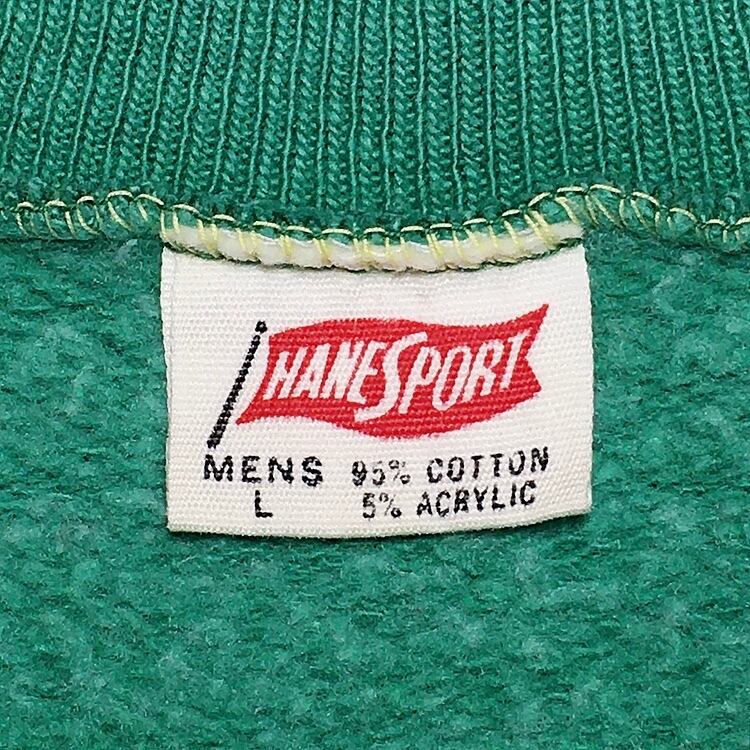 HANESPORT
MENS 95% COTTON
L 5% ACRYLIC